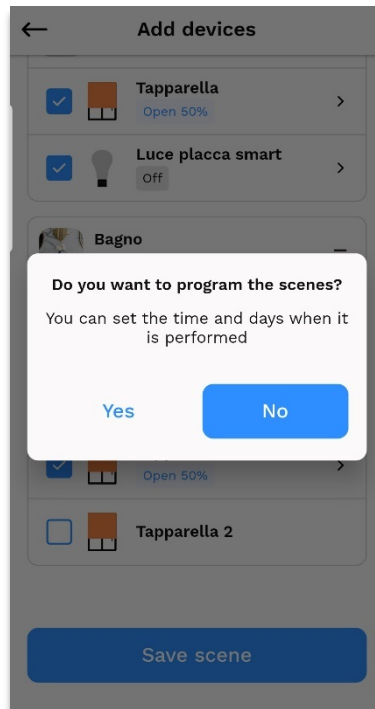 Add devices
Tapparella
Open 50%
Luce placca smart
Off
Bagno
Do you want to program the scenes?
You can set the time and days when it
is performed
Yes
No
Open 50%
Tapparella 2
Save scene